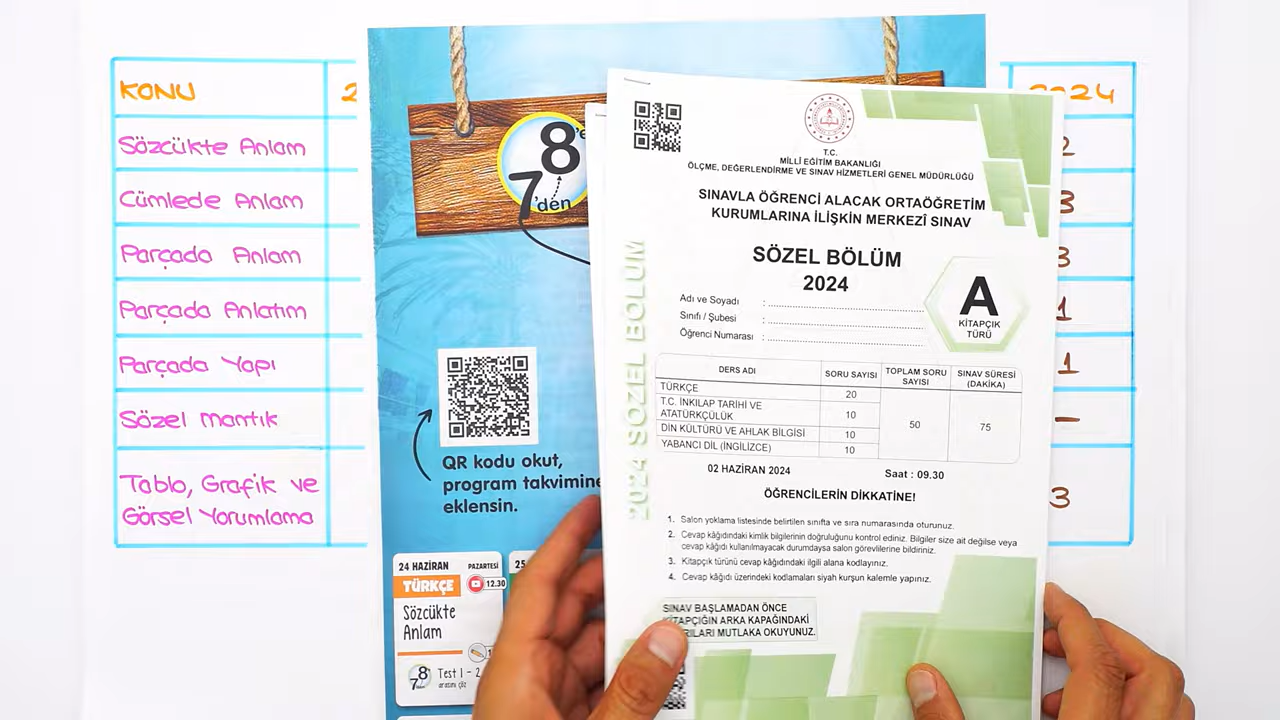 KONU
Sözcükte Anlam
Cümlede Anlam
Parçada Anlam
Parçada Anlatım
Parçada Yapı
Sözel mantık
Tablo, Grafik ve
Görsel Yorumlama
2
8'e
7'den
QR kodu okut,
program takvimine
eklensin.
24 HAZİRAN PAZARTESİ
TÜRKÇE 12.30
Sözcükte
Anlam
Test 1 - 2
25
T.C.
MİLLÎ EĞİTİM BAKANLIĞI
ÖLÇME, DEĞERLENDİRME VE SINAV HİZMETLERİ GENEL MÜDÜRLÜĞÜ
SINAVLA ÖĞRENCİ ALACAK ORTAÖĞRETİM
KURUMLARINA İLİŞKİN MERKEZÎ SINAV
SÖZEL BÖLÜM
2024
2024 SÖZEL BÖLÜM
A
KİTAPÇIK
TÜRÜ
Adı ve Soyadı :
Sınıfı / Şubesi :
Öğrenci Numarası :
DERS ADI SORU SAYISI TOPLAM SORU SAYISI SINAV SÜRESİ (DAKİKA)
TÜRKÇE 20
T.C. İNKILAP TARİHİ VE
ATATÜRKÇÜLÜK 10
DİN KÜLTÜRÜ VE AHLAK BİLGİSİ 10
YABANCI DİL (İNGİLİZCE) 10
50 75
02 HAZİRAN 2024 Saat : 09.30
ÖĞRENCİLERİN DİKKATİNE!
1. Salon yoklama listesinde belirtilen sınıfta ve sıra numarasında oturunuz.
2. Cevap kâğıdındaki kimlik bilgilerinin doğruluğunu kontrol ediniz. Bilgiler size ait değilse veya
cevap kâğıdı kullanılmayacak durumdaysa salon görevlilerine bildiriniz.
3. Kitapçık türünü cevap kâğıdındaki ilgili alana kodlayınız.
4. Cevap kâğıdı üzerindeki kodlamaları siyah kurşun kalemle yapınız.
SINAV BAŞLAMADAN ÖNCE
KİTAPÇIĞIN ARKA KAPAĞINDAKİ
MUTLAKA OKUYUNUZ.
2024
2
3
3
1
1
-
3